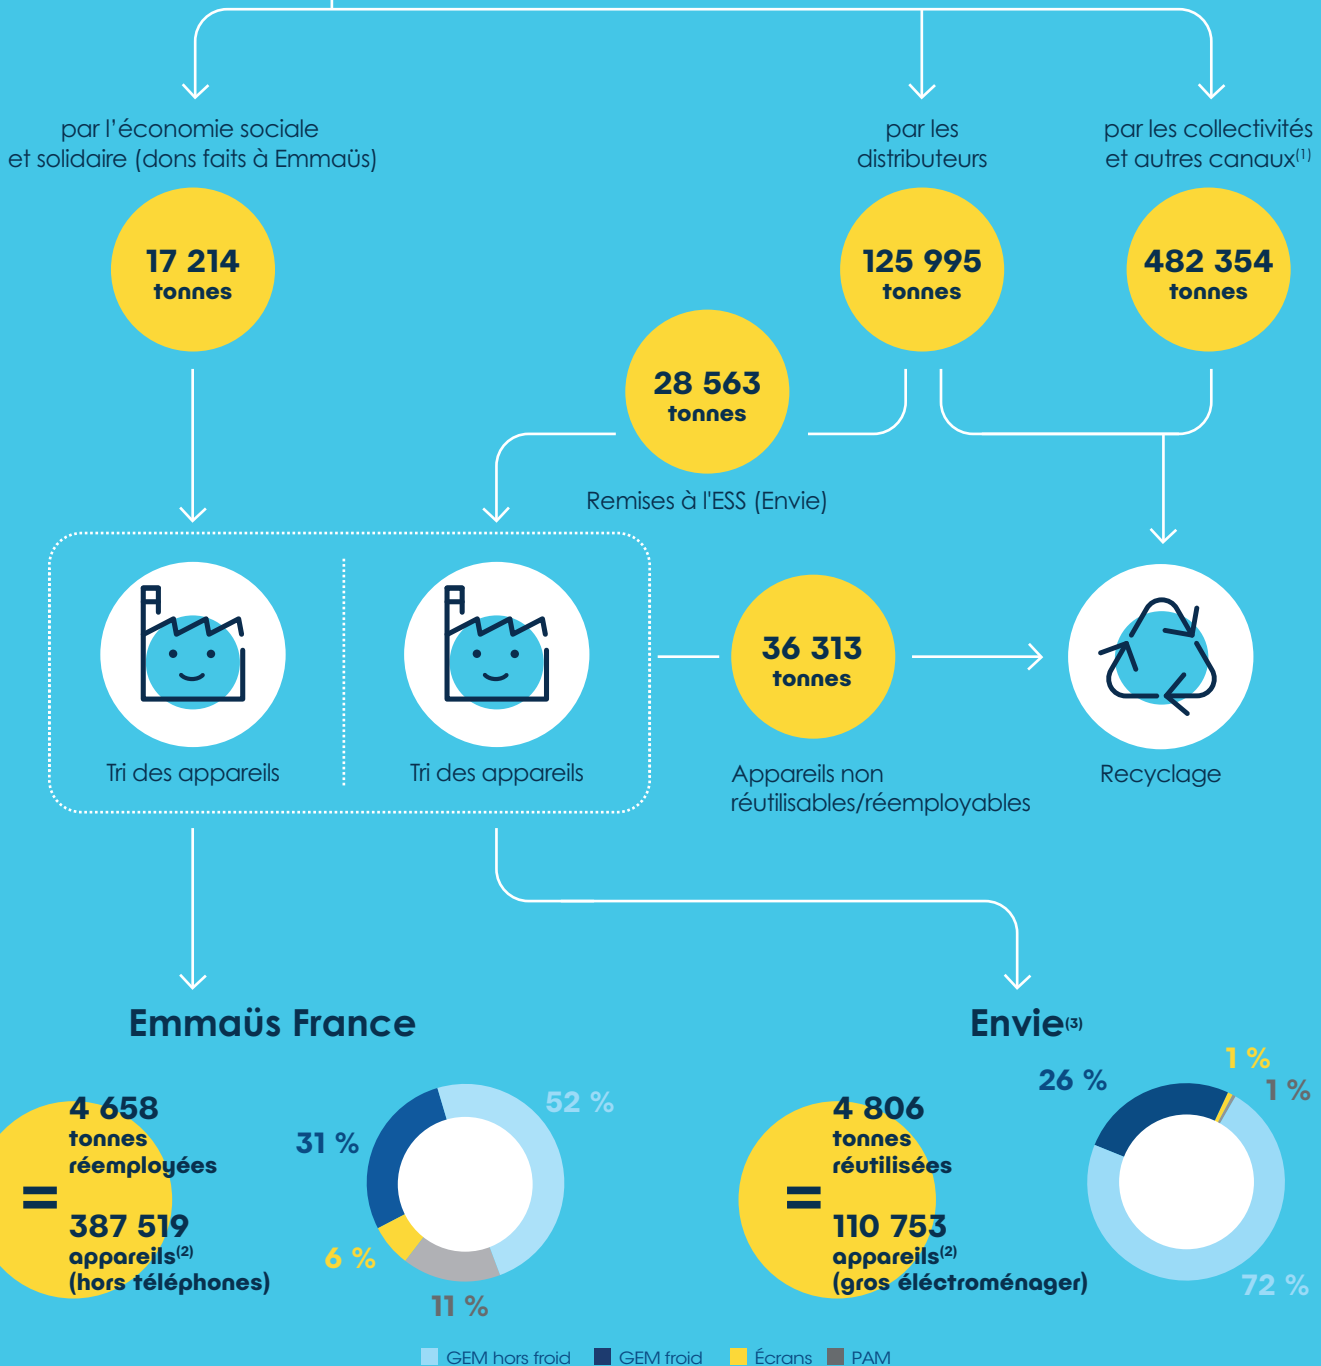 par l'économie sociale
et solidaire (dons faits à Emmaüs)
17 214
tonnes
par les
distributeurs
125 995
tonnes
par les collectivités
et autres canaux(1)
482 354
tonnes
28 563
tonnes
Remises à l'ESS (Envie)
Tri des appareils
Tri des appareils
36 313
tonnes
Appareils non
réutilisables/réemployables
Recyclage
Emmaüs France
=
4 658
tonnes
réemployées
387 519
appareils(2)
(hors téléphones)
52 %
31 %
6 %
11 %
Envie(3)
=
4 806
tonnes
réutilisées
110 753
appareils(2)
(gros éléctroménager)
26 %
1 %
1 %
72 %
GEM hors froid
GEM froid
Écrans
PAM